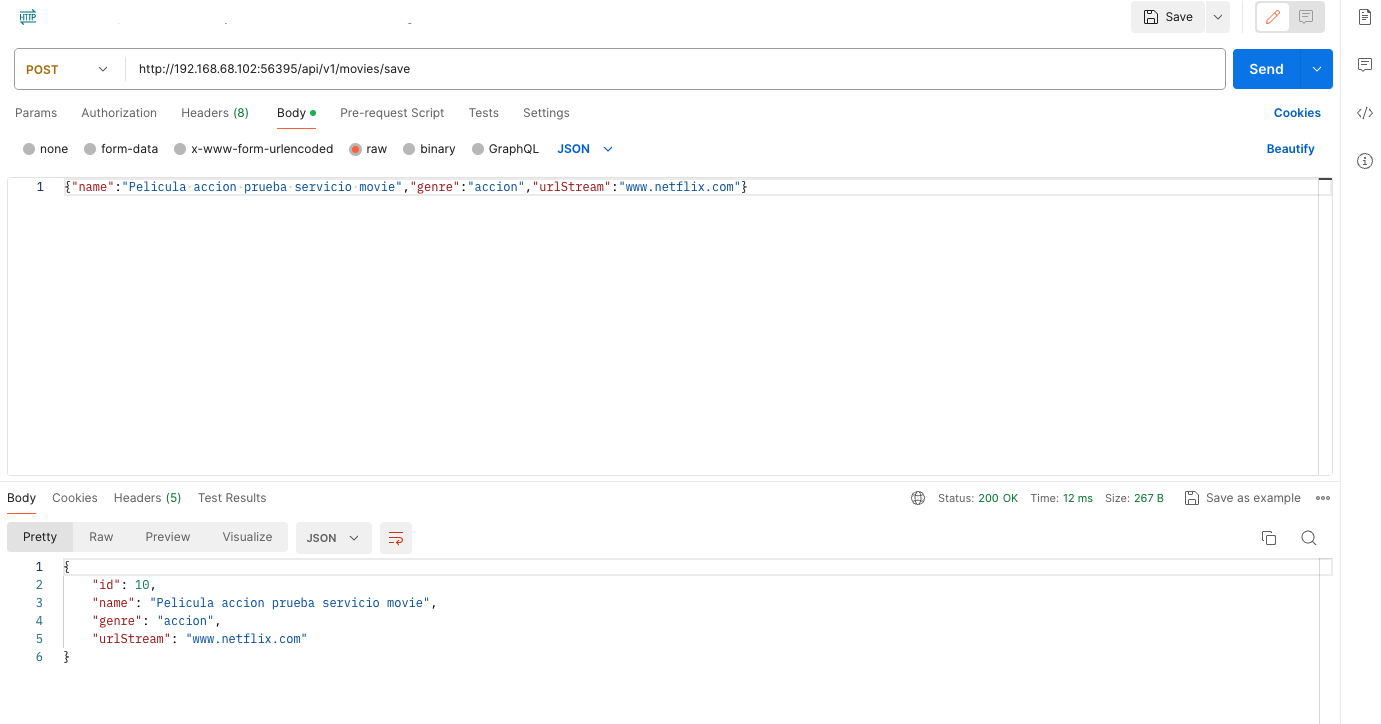 HTTP
Save
POST http://192.168.68.102:56395/api/v1/movies/save Send
Params Authorization Headers (8) Body Pre-request Script Tests Settings Cookies
none form-data x-www-form-urlencoded raw binary GraphQL JSON Beautify
1 {"name":"Pelicula accion prueba servicio movie","genre":"accion","urlStream":"www.netflix.com"}
Body Cookies Headers (5) Test Results Status: 200 OK Time: 12 ms Size: 267 B Save as example
Pretty Raw Preview Visualize JSON
1 {
2 "id": 10,
3 "name": "Pelicula accion prueba servicio movie",
4 "genre": "accion",
5 "urlStream": "www.netflix.com"
6 }